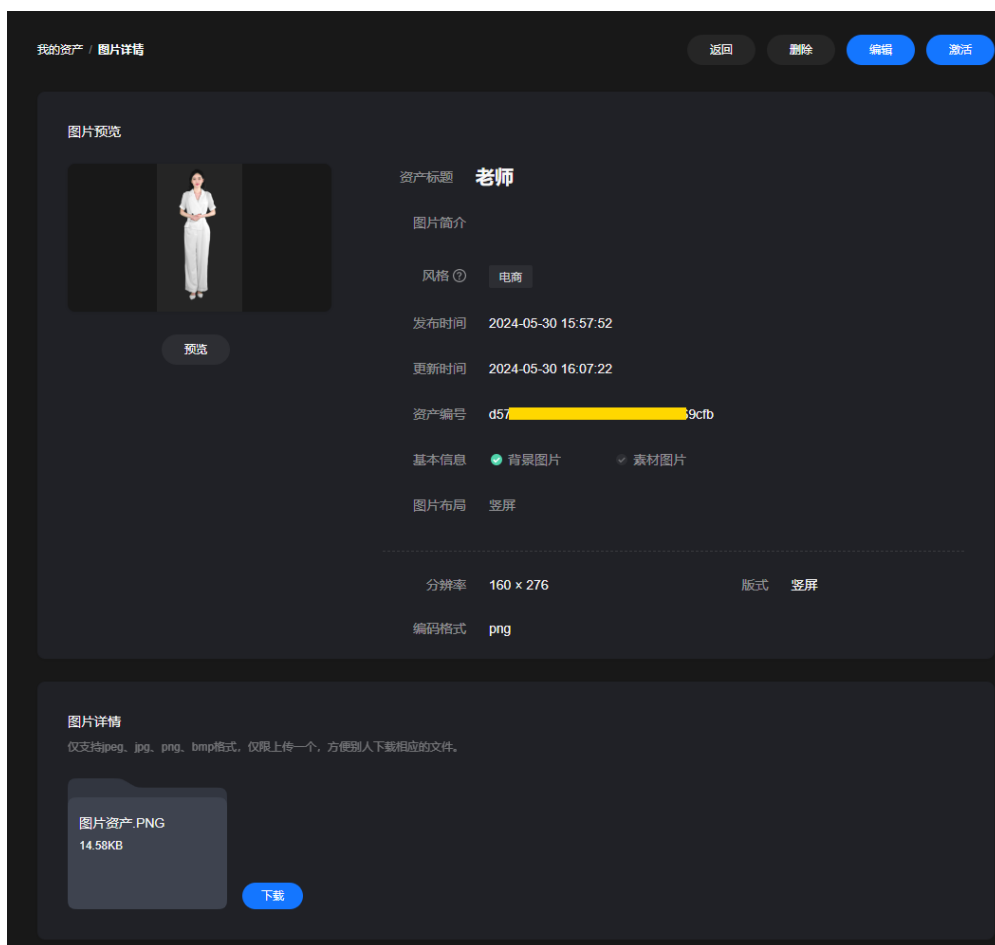 我的资产 / 图片详情
返回 删除 编辑 激活
图片预览
预览
资产标题 老师
图片简介
风格 ? 电商
发布时间 2024-05-30 15:57:52
更新时间 2024-05-30 16:07:22
资产编号 d57 9cfb
基本信息 背景图片 素材图片
图片布局 竖屏
分辨率 160 × 276 版式 竖屏
编码格式 png
图片详情
仅支持jpeg、jpg、png、bmp格式,仅限上传一个,方便别人下载相应的文件。
图片资产.PNG
14.58KB
下载